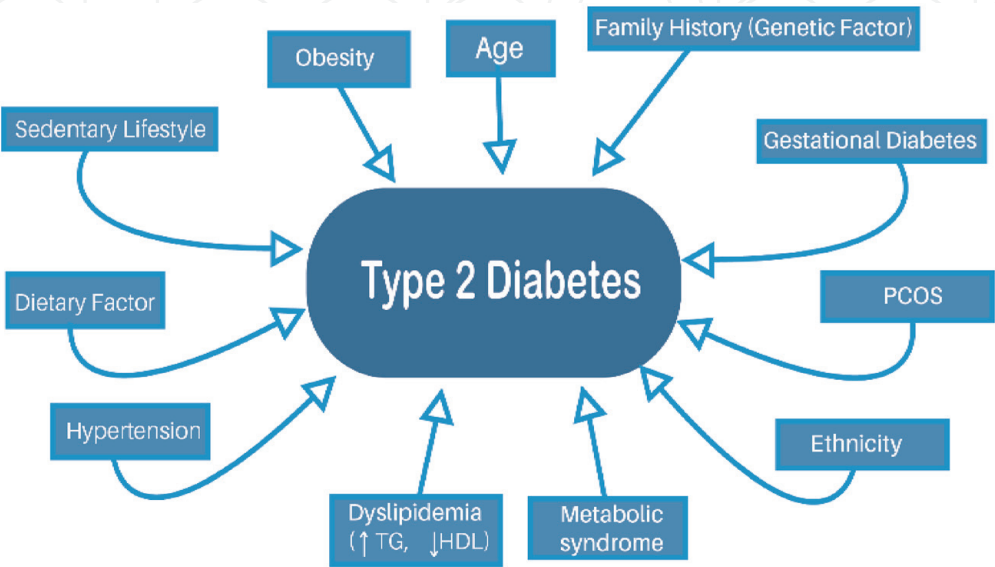 Family History (Genetic Factor)
Age
Obesity
Sedentary Lifestyle
Gestational Diabetes
Type 2 Diabetes
Dietary Factor
PCOS
Hypertension
Ethnicity
Dyslipidemia
(↑ TG, ↓HDL)
Metabolic
syndrome